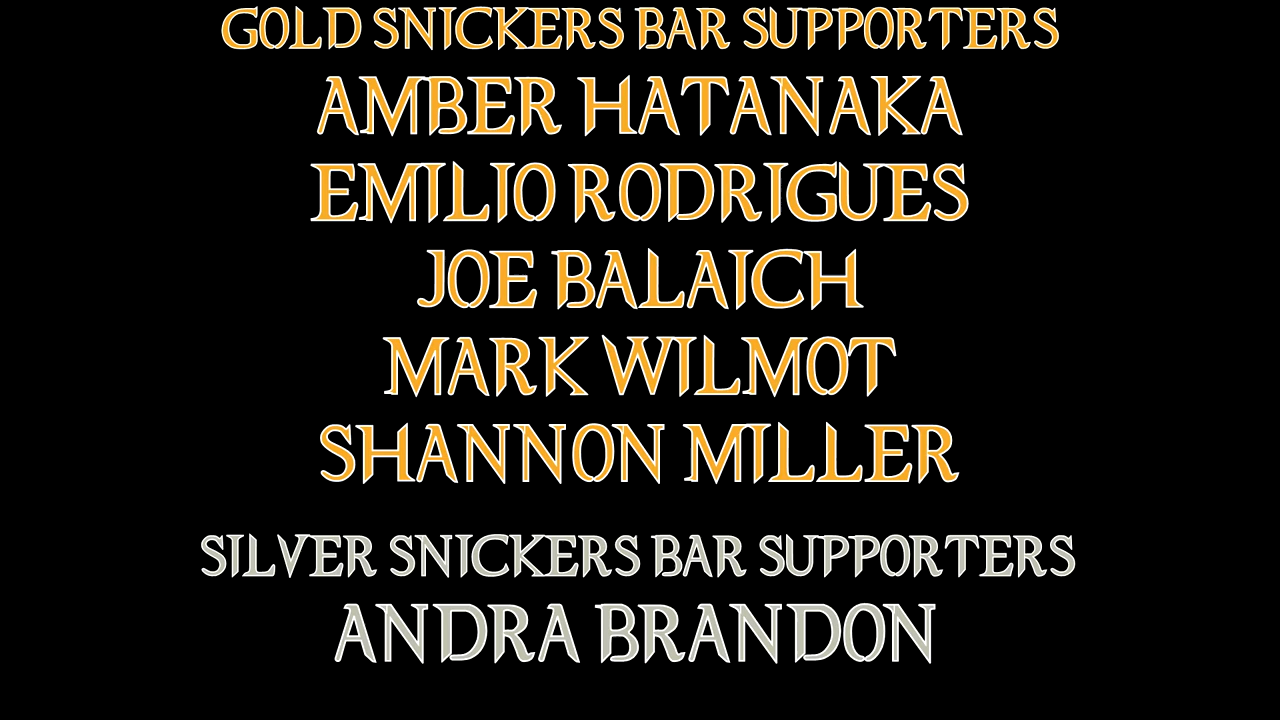 GOLD SNICKERS BAR SUPPORTERS
AMBER HATANAKA
EMILIO RODRIGUES
JOE BALAICH
MARK WILMOT
SHANNON MILLER
SILVER SNICKERS BAR SUPPORTERS
ANDRA BRANDON